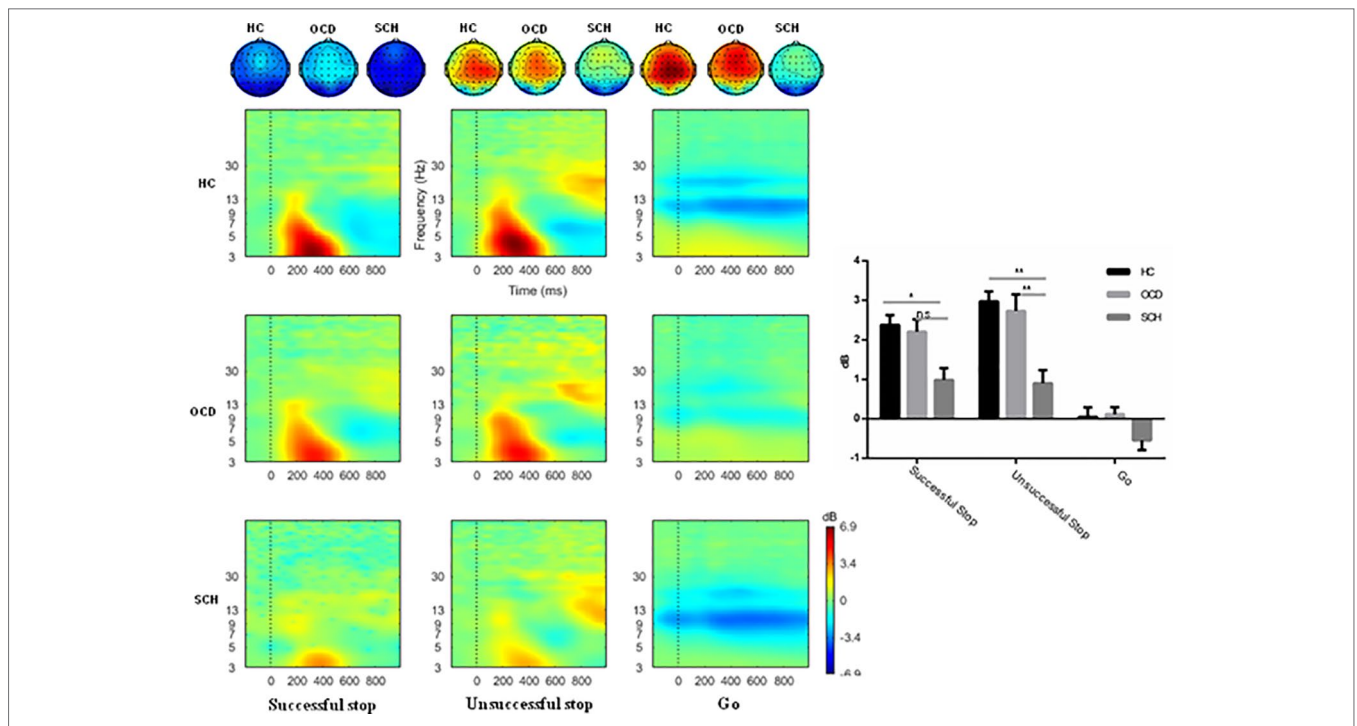 HC OCD SCH HC OCD SCH HC OCD SCH
HC
Frequency (Hz)
30 30 30
13 13 13
9 9 9
7 7 7
5 5 5
3 3 3
0 200 400 600 800 0 200 400 600 800 0 200 400 600 800
Time (ms)
OCD
30 30 30
13 13 13
9 9 9
7 7 7
5 5 5
3 3 3
0 200 400 600 800 0 200 400 600 800 0 200 400 600 800
SCH
30 30 30
13 13 13
9 9 9
7 7 7
5 5 5
3 3 3
0 200 400 600 800 0 200 400 600 800 0 200 400 600 800
Successful stop Unsuccessful stop Go
dB
6.9
3.4
0
-3.4
-6.9
dB
4
3
2
1
0
-1
*
n.s
**
**
HC
OCD
SCH
Successful Stop
Unsuccessful Stop
Go